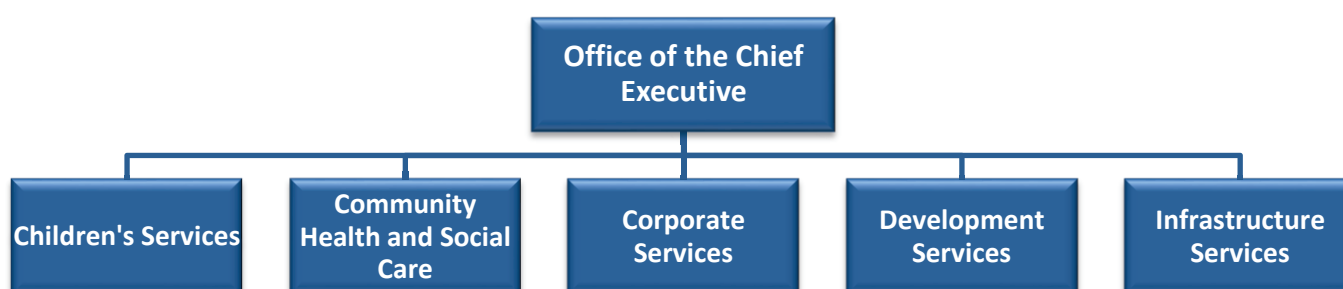 Office of the Chief
Executive
Children's Services
Community
Health and Social
Care
Corporate
Services
Development
Services
Infrastructure
Services